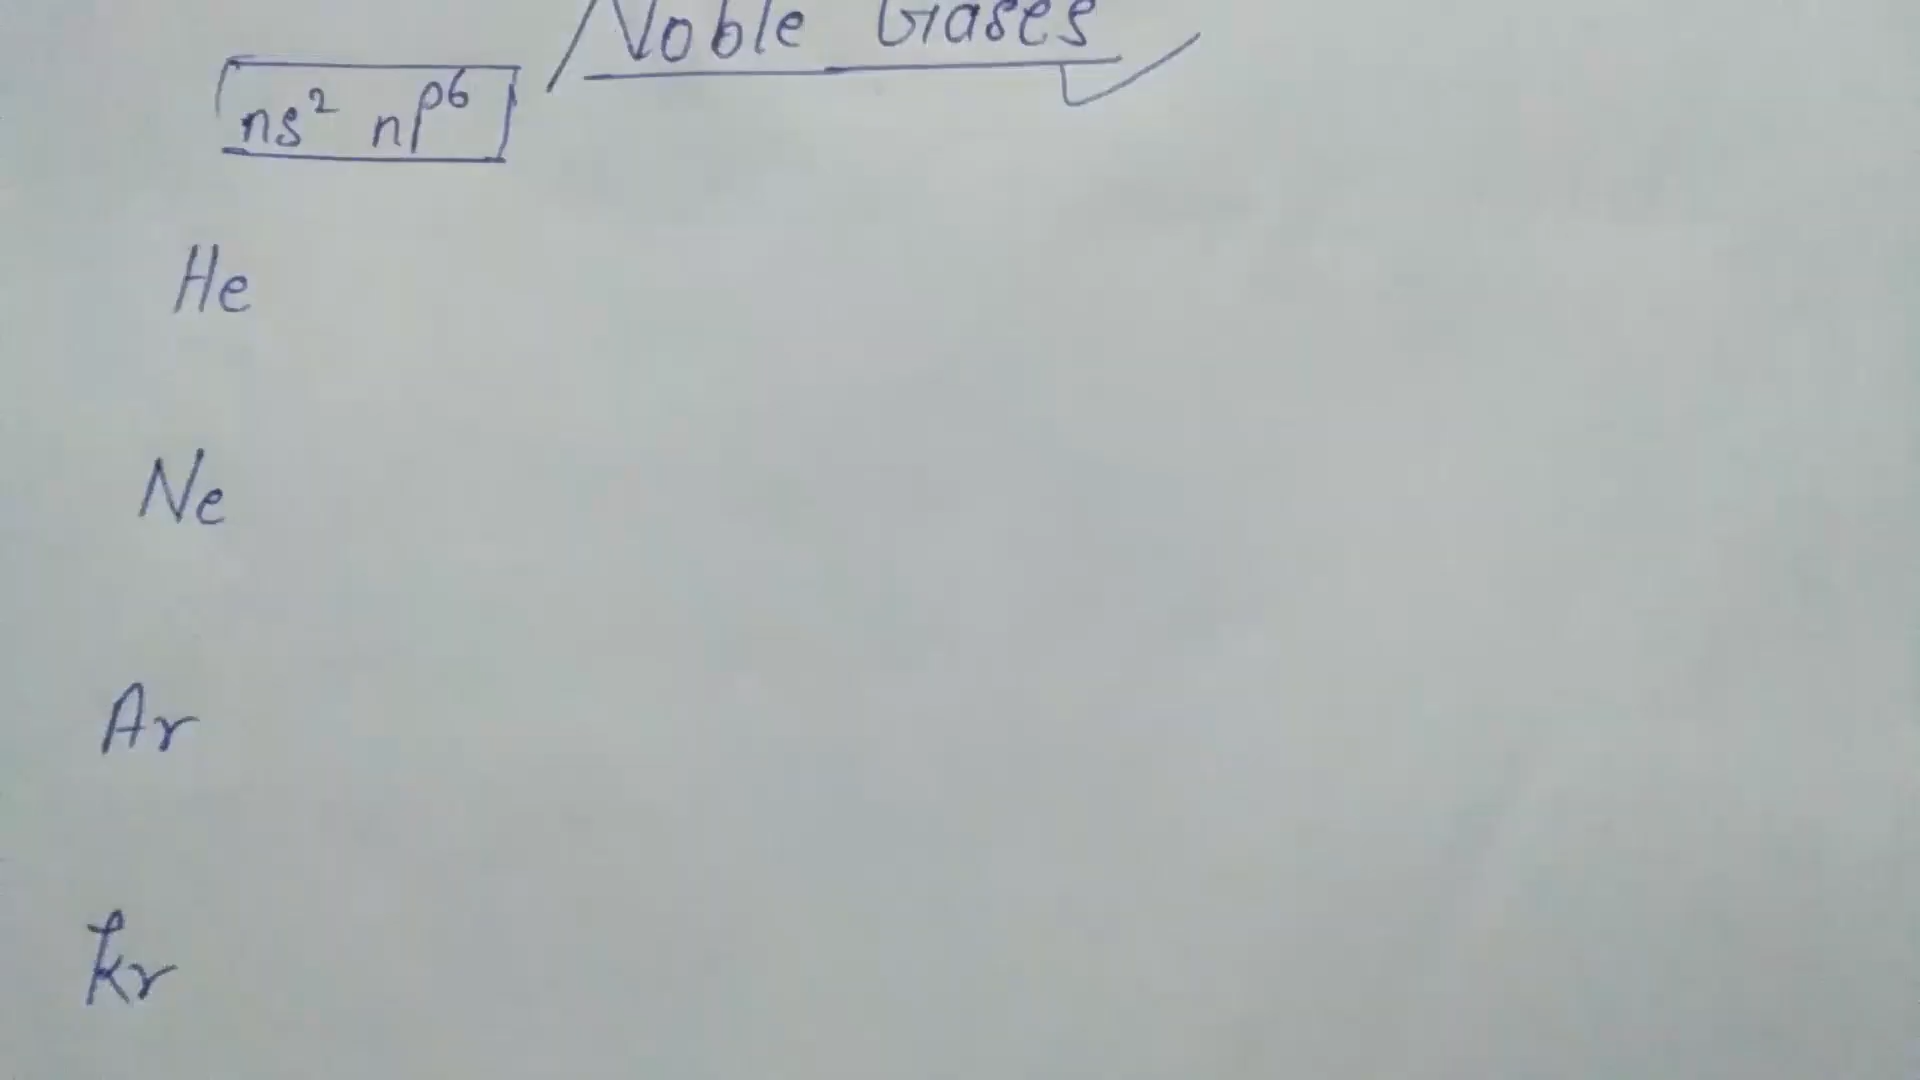 Noble Gases
ns² np⁶
He
Ne
Ar
Kr